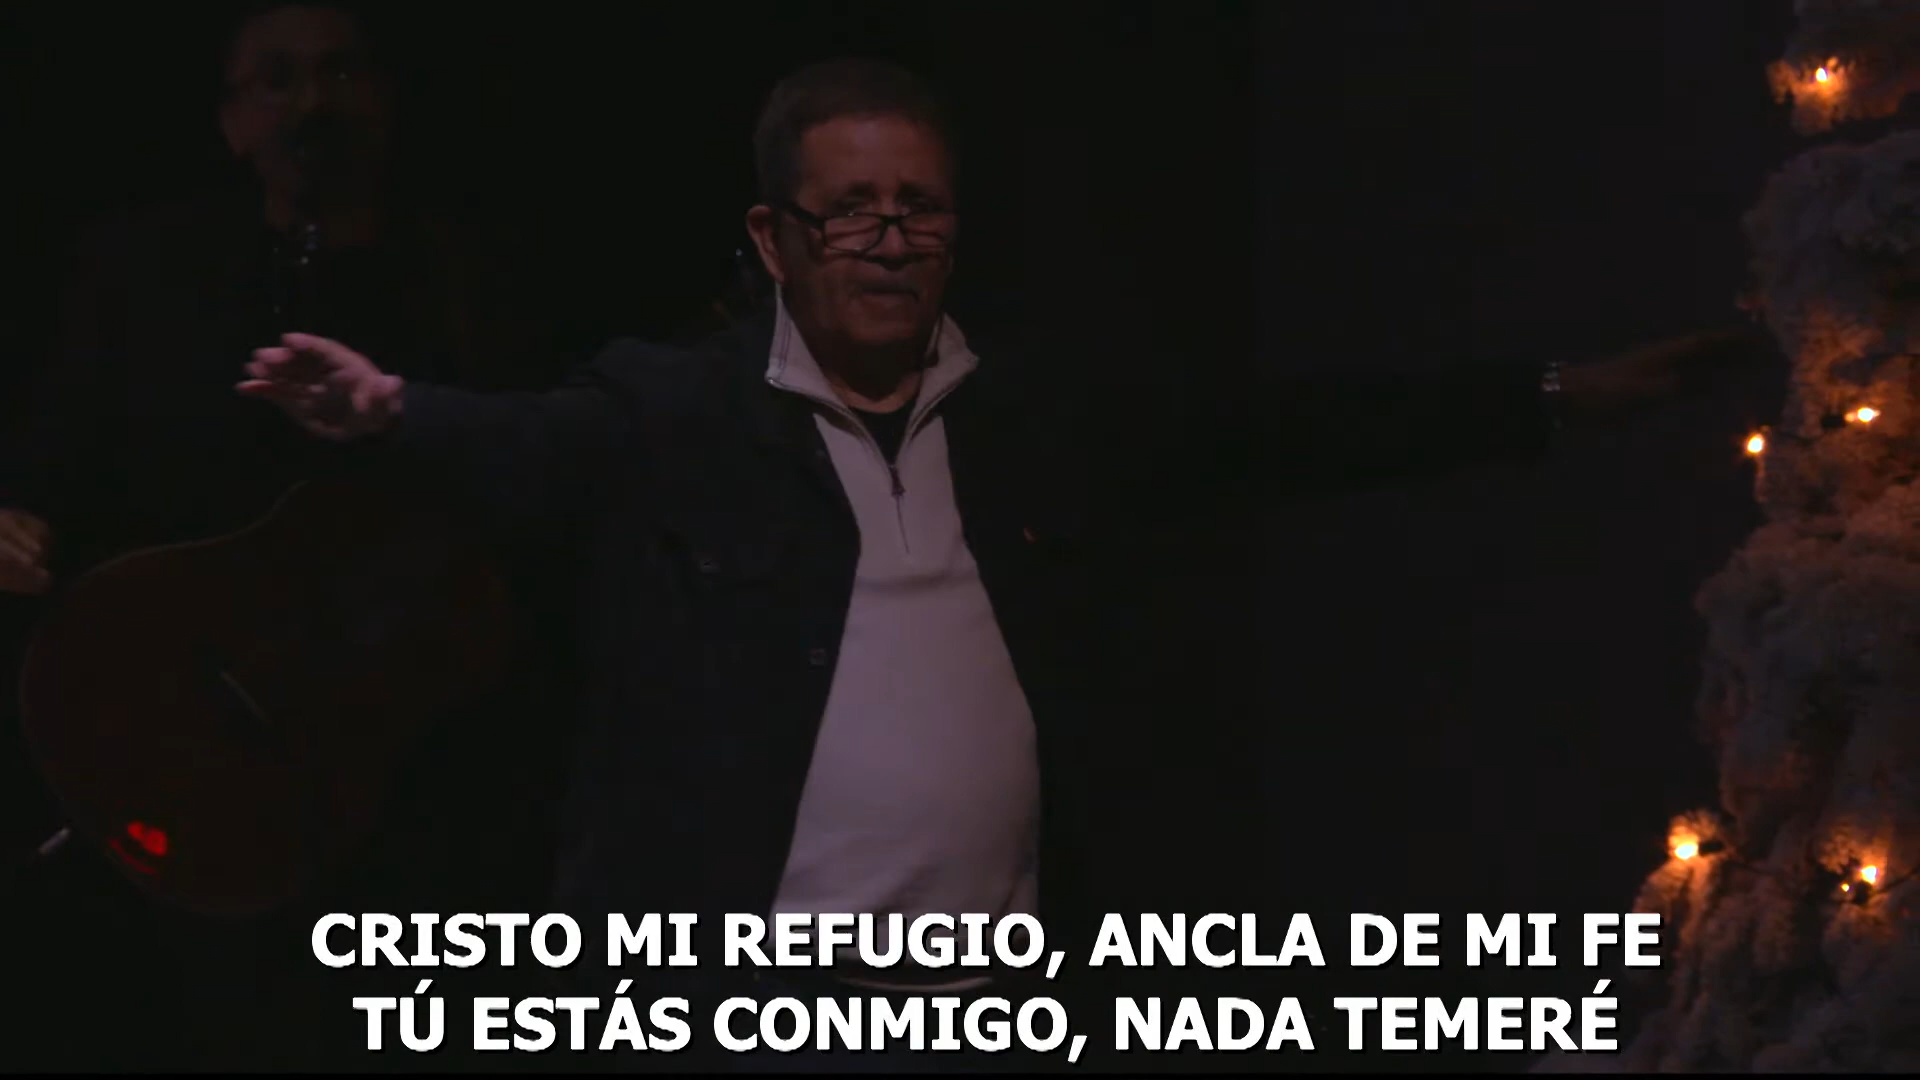 CRISTO MI REFUGIO, ANCLA DE MI FE
TÚ ESTÁS CONMIGO, NADA TEMERÉ